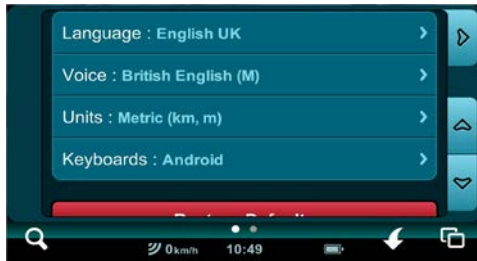 Language : English UK
Voice : British English (M)
Units : Metric (km, m)
Keyboards : Android
0km/h
10:49